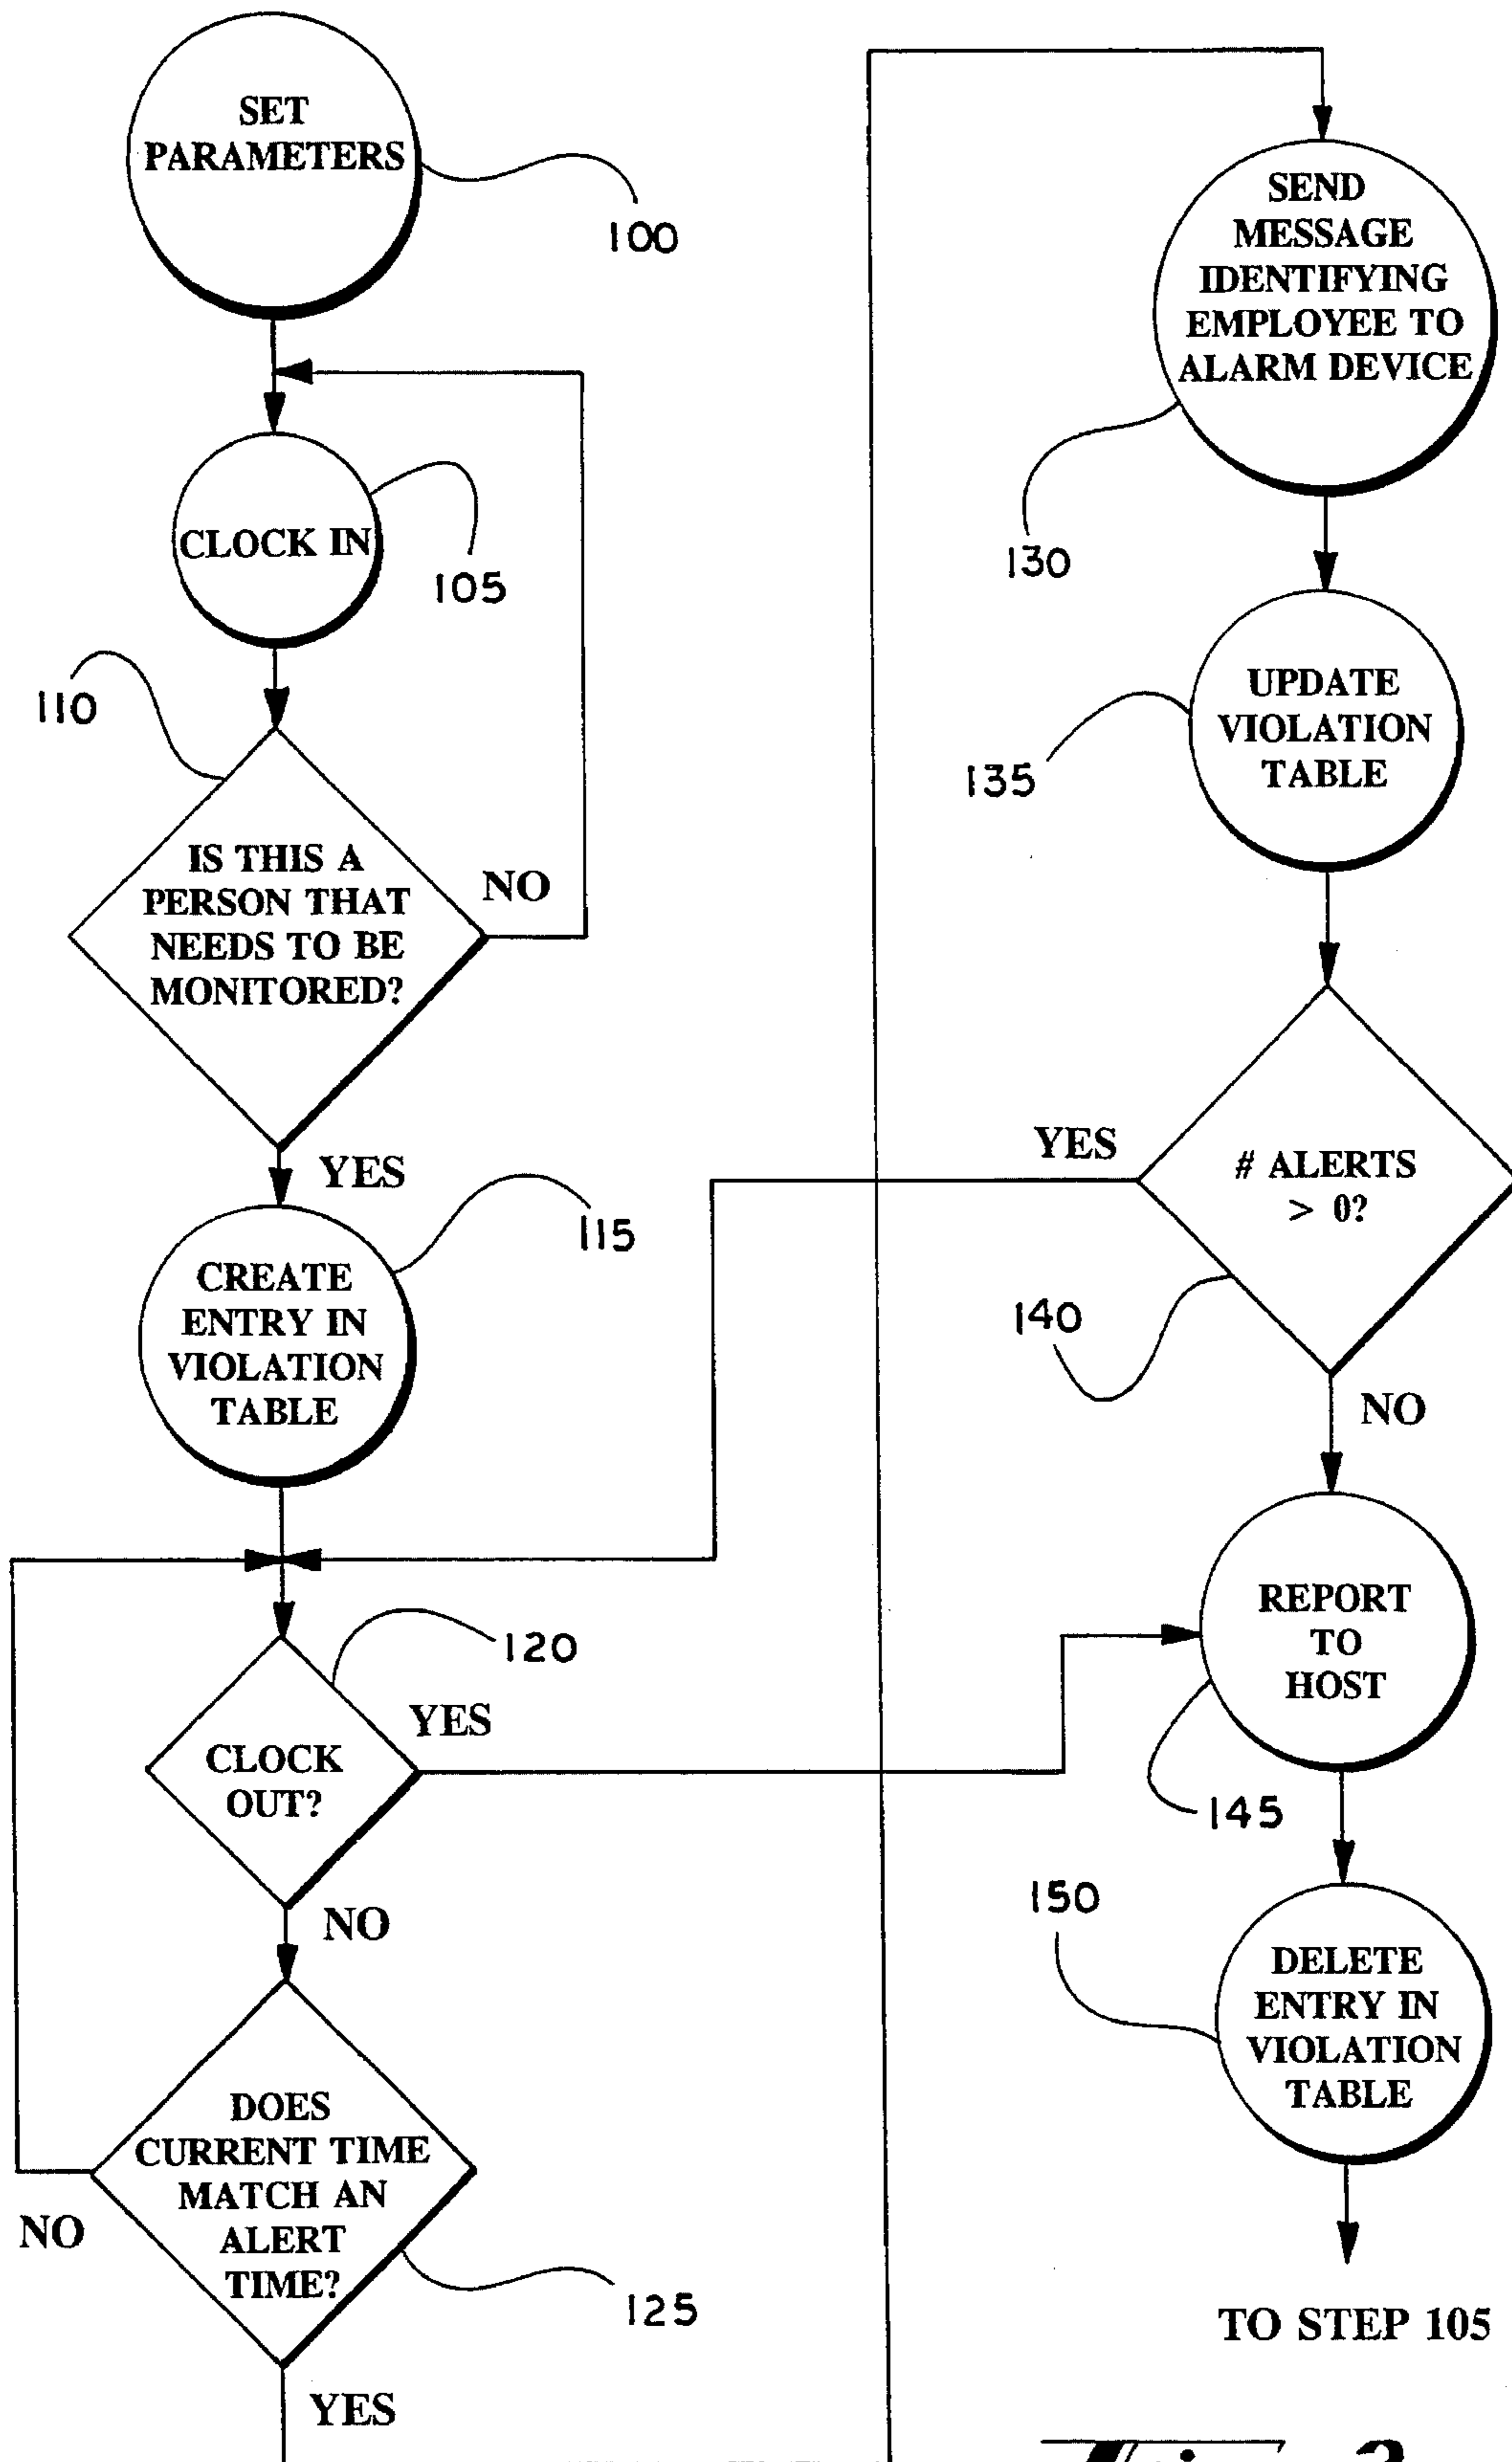 SET
PARAMETERS
100
CLOCK IN
105
110
IS THIS A
PERSON THAT
NEEDS TO BE
MONITORED?
NO
YES
CREATE
ENTRY IN
VIOLATION
TABLE
115
120
CLOCK
OUT?
YES
NO
DOES
CURRENT TIME
MATCH AN
ALERT
TIME?
NO
125
YES
SEND
MESSAGE
IDENTIFYING
EMPLOYEE TO
ALARM DEVICE
130
UPDATE
VIOLATION
TABLE
135
YES
# ALERTS
> 0?
140
NO
REPORT
TO
HOST
145
150
DELETE
ENTRY IN
VIOLATION
TABLE
TO STEP 105